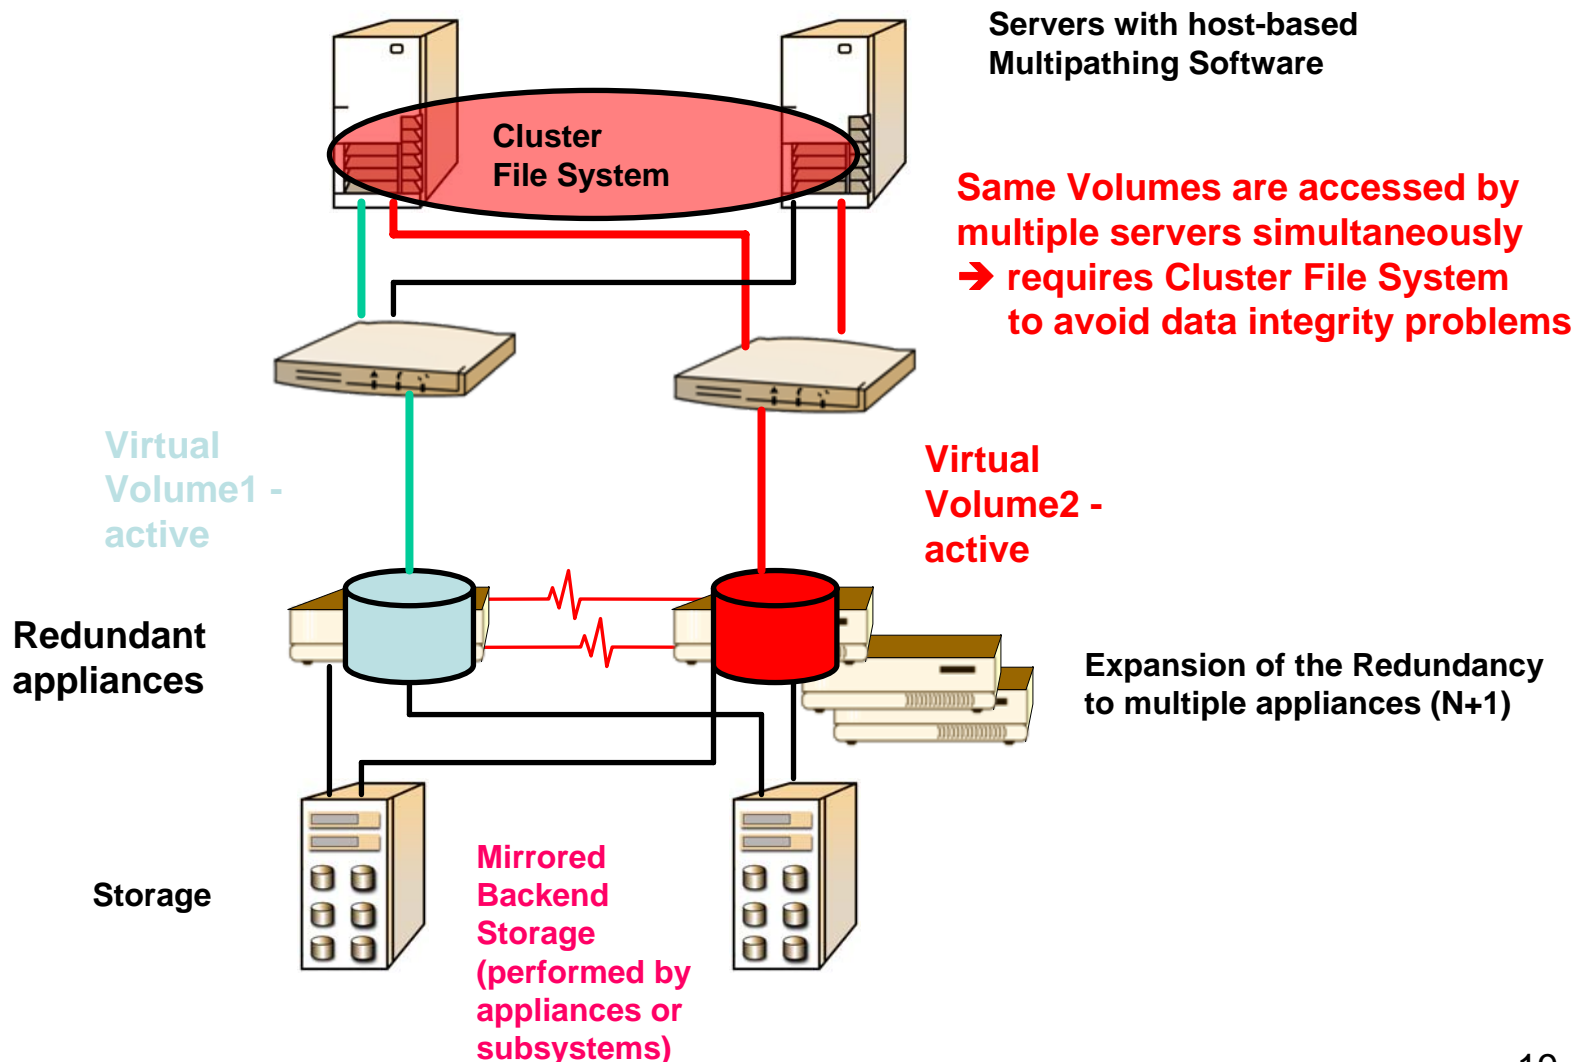 Servers with host-based
Multipathing Software
Cluster
File System
Same Volumes are accessed by
multiple servers simultaneously
➔ requires Cluster File System
to avoid data integrity problems
Virtual
Volume1 -
active
Virtual
Volume2 -
active
Redundant
appliances
Expansion of the Redundancy
to multiple appliances (N+1)
Storage
Mirrored
Backend
Storage
(performed by
appliances or
subsystems)